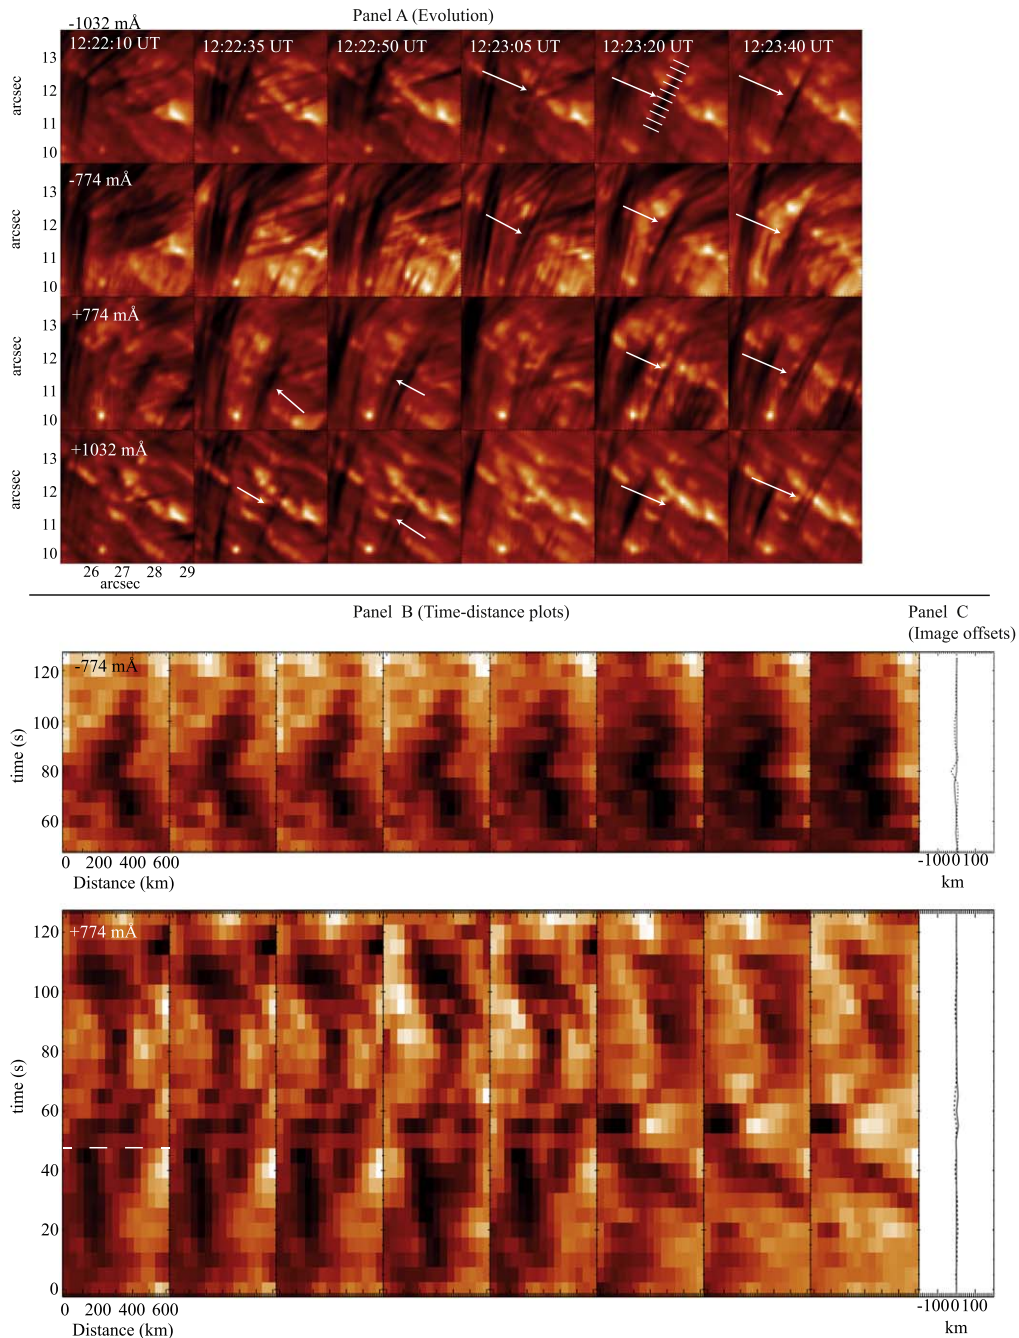 Panel A (Evolution)
-1032 mÅ
12:22:10 UT
12:22:35 UT
12:22:50 UT
12:23:05 UT
12:23:20 UT
12:23:40 UT
13
12
11
10
arcsec
-774 mÅ
13
12
11
10
arcsec
+774 mÅ
13
12
11
10
arcsec
+1032 mÅ
13
12
11
10
arcsec
26 27 28 29
arcsec
Panel B (Time-distance plots)
Panel C
(Image offsets)
-774 mÅ
120
100
80
60
time (s)
0 200 400 600
Distance (km)
-1000 100
km
+774 mÅ
120
100
80
60
40
20
0
time (s)
0 200 400 600
Distance (km)
-1000 100
km